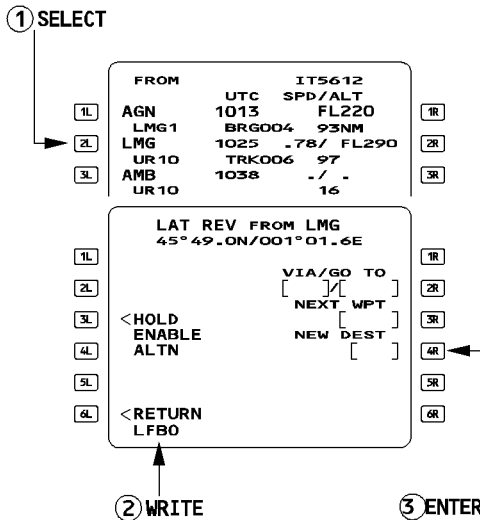 1 SELECT
FROM IT5612
UTC SPD/ALT
1L AGN 1013 FL220 1R
LMG1 BRG004 93NM
2L LMG 1025 .78/ FL290 2R
UR10 TRK006 97
3L AMB 1038 ./ . 3R
UR10 16
LAT REV FROM LMG
45°49.0N/001°01.6E
1L 1R
VIA/GO TO
2L [ ]/[ ] 2R
NEXT WPT
3L <HOLD [ ] 3R
ENABLE NEW DEST
4L ALTN [ ] 4R
5L 5R
6L <RETURN 6R
LFBO
2 WRITE 3 ENTER